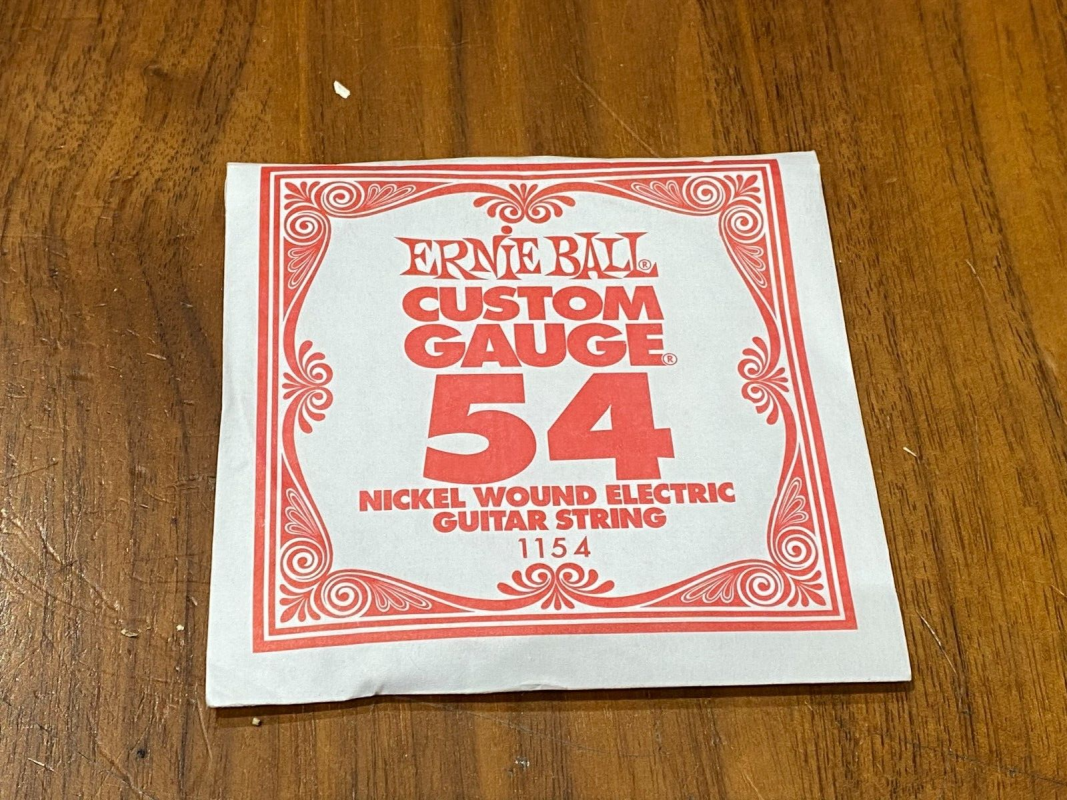 ERNIE BALL®
CUSTOM
GAUGE®
54
NICKEL WOUND ELECTRIC
GUITAR STRING
1154